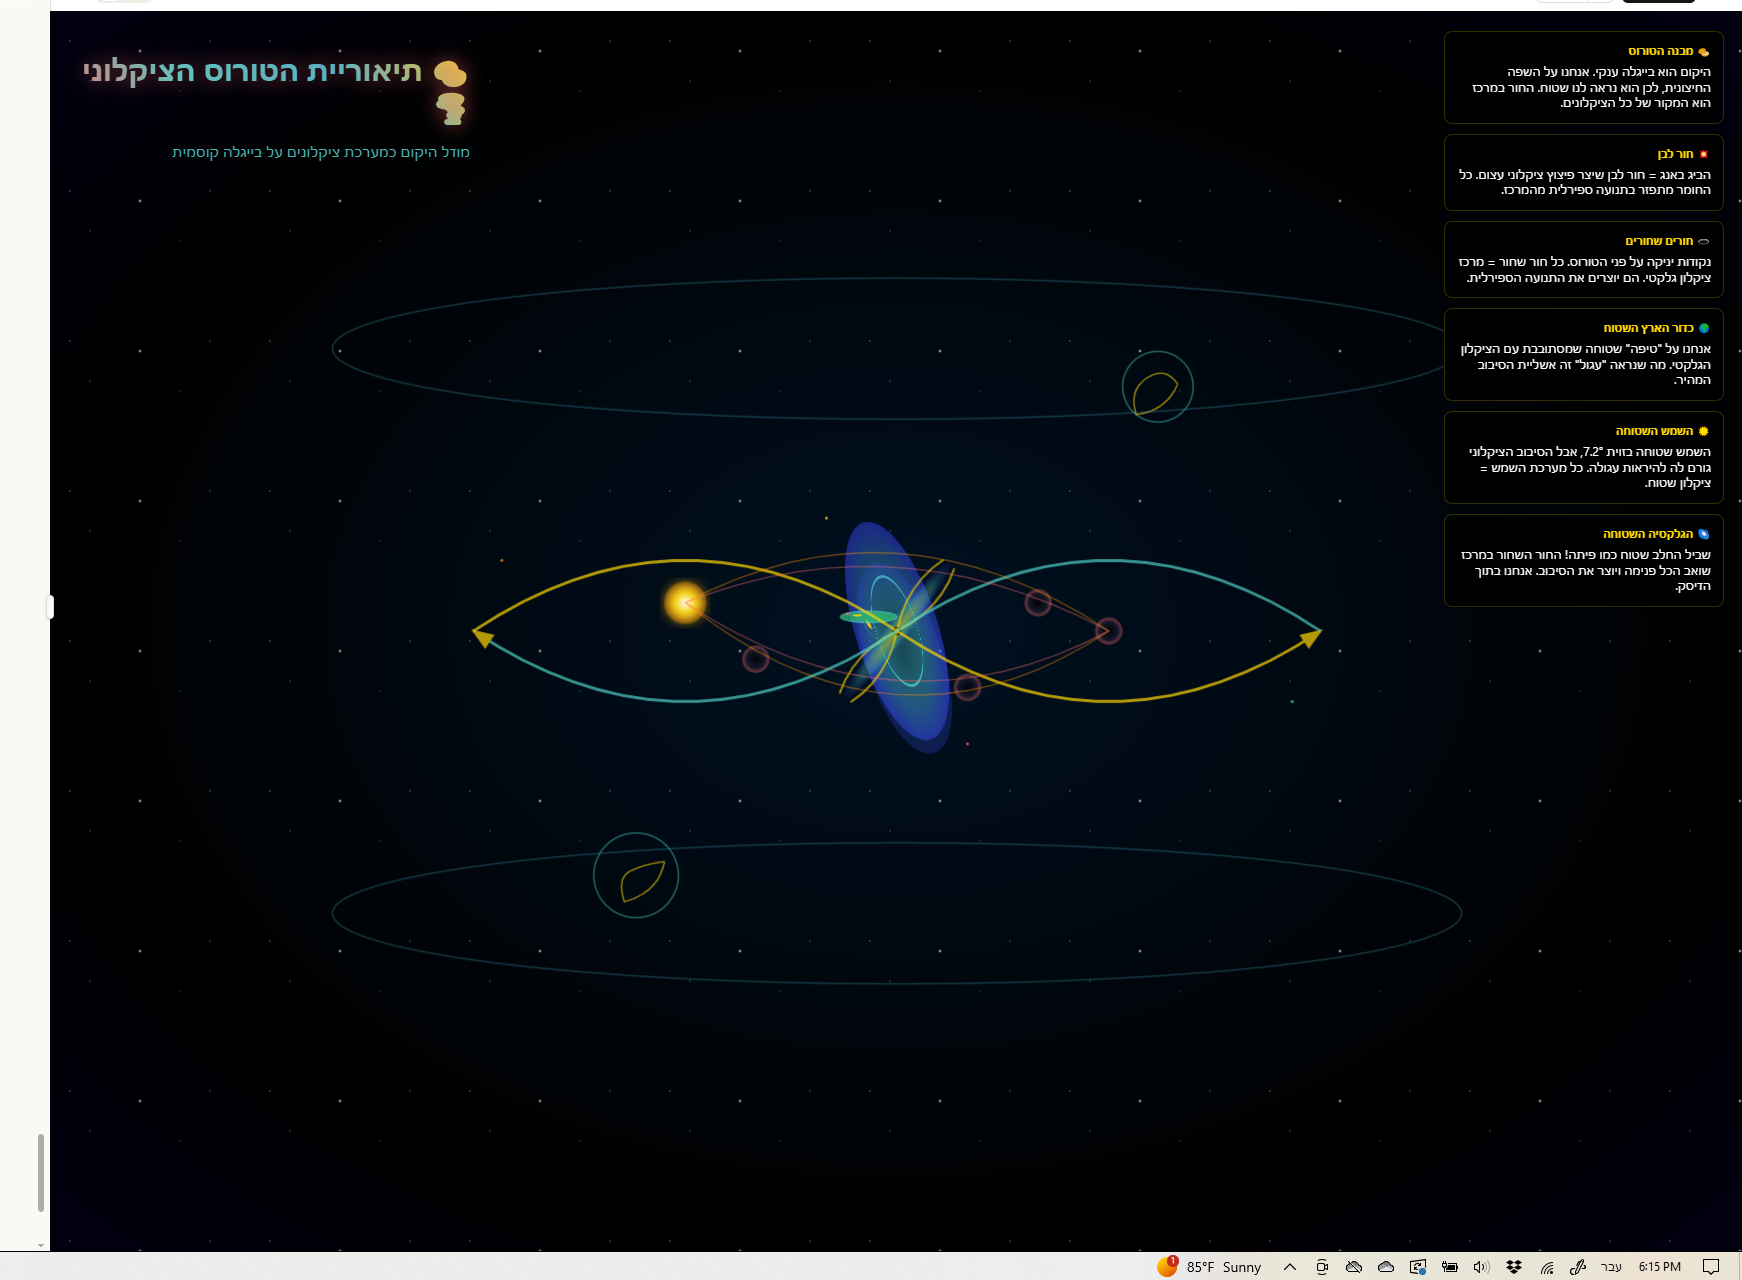 תיאוריית הטורוס הציקלוני
מודל היקום כמערכת ציקלונים על בייגלה קוסמית
מבנה הטורוס
היקום הוא בייגלה ענקי. אנחנו על השפה
החיצונית, לכן הוא נראה לנו שטוח. החור במרכז
הוא המקור של כל הציקלונים.
חור לבן
הביג באנג = חור לבן שיצר פיצוץ ציקלוני עצום. כל
החומר מתפזר בתנועה ספירלית מהמרכז.
חורים שחורים
נקודות יניקה על פני הטורוס. כל חור שחור = מרכז
ציקלון גלקטי. הם יוצרים את התנועה הספירלית.
כדור הארץ השטוח
אנחנו על "טיפה" שטוחה שמסתובבת עם הציקלון
הגלקטי. מה שנראה "עגול" זה אשליית הסיבוב
המהיר.
השמש השטוחה
השמש שטוחה בזוית 7.2°, אבל הסיבוב הציקלוני
גורם לה להיראות עגולה. כל מערכת השמש =
ציקלון שטוח.
הגלקסיה השטוחה
שביל החלב שטוח כמו פיתה! החור השחור במרכז
שואב הכל פנימה ויוצר את הסיבוב. אנחנו בתוך
הדיסק.
1
85°F Sunny
עבר
6:15 PM